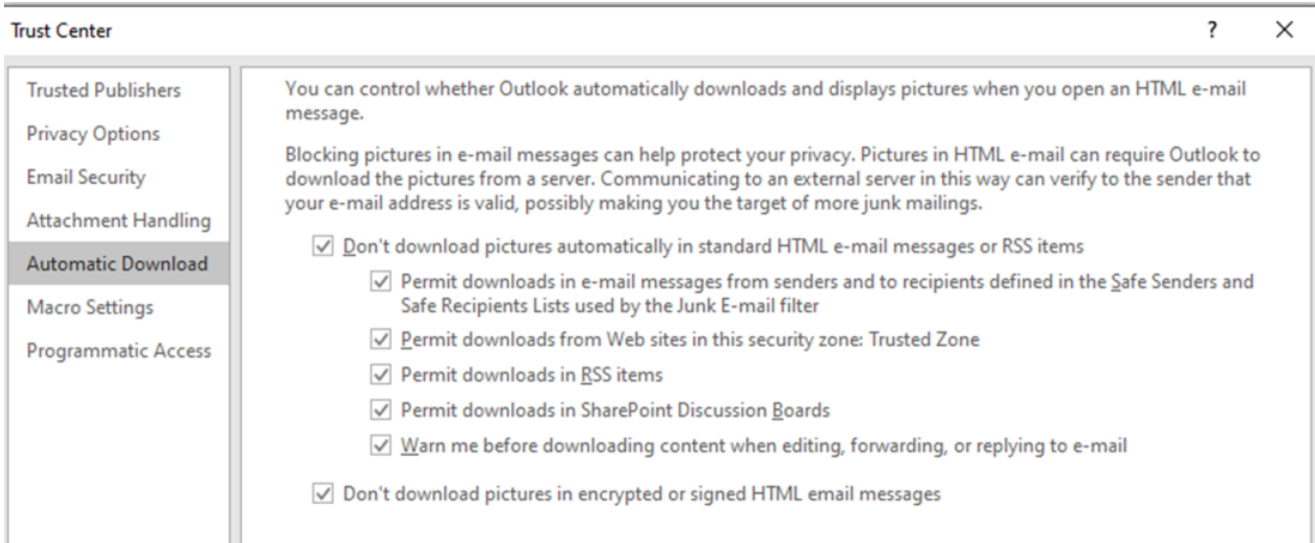 Trust Center
?
Trusted Publishers
Privacy Options
Email Security
Attachment Handling
Automatic Download
Macro Settings
Programmatic Access
You can control whether Outlook automatically downloads and displays pictures when you open an HTML e-mail
message.
Blocking pictures in e-mail messages can help protect your privacy. Pictures in HTML e-mail can require Outlook to
download the pictures from a server. Communicating to an external server in this way can verify to the sender that
your e-mail address is valid, possibly making you the target of more junk mailings.
Don't download pictures automatically in standard HTML e-mail messages or RSS items
Permit downloads in e-mail messages from senders and to recipients defined in the Safe Senders and
Safe Recipients Lists used by the Junk E-mail filter
Permit downloads from Web sites in this security zone: Trusted Zone
Permit downloads in RSS items
Permit downloads in SharePoint Discussion Boards
Warn me before downloading content when editing, forwarding, or replying to e-mail
Don't download pictures in encrypted or signed HTML email messages